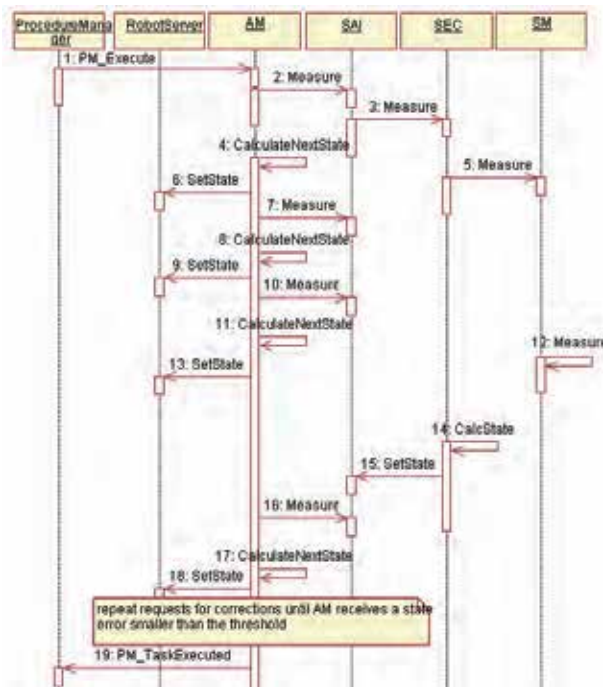 ProcedureMana
ger
RobotServer
AM
SAI
SEC
SM
1: PM_Execute
2: Measure
3: Measure
4: CalculateNextState
5: Measure
6: SetState
7: Measure
8: CalculateNextState
9: SetState
10: Measure
11: CalculateNextState
12: Measure
13: SetState
14: CalcState
15: SetState
16: Measure
17: CalculateNextState
18: SetState
repeat requests for corrections until AM receives a state
error smaller than the threshold
19: PM_TaskExecuted